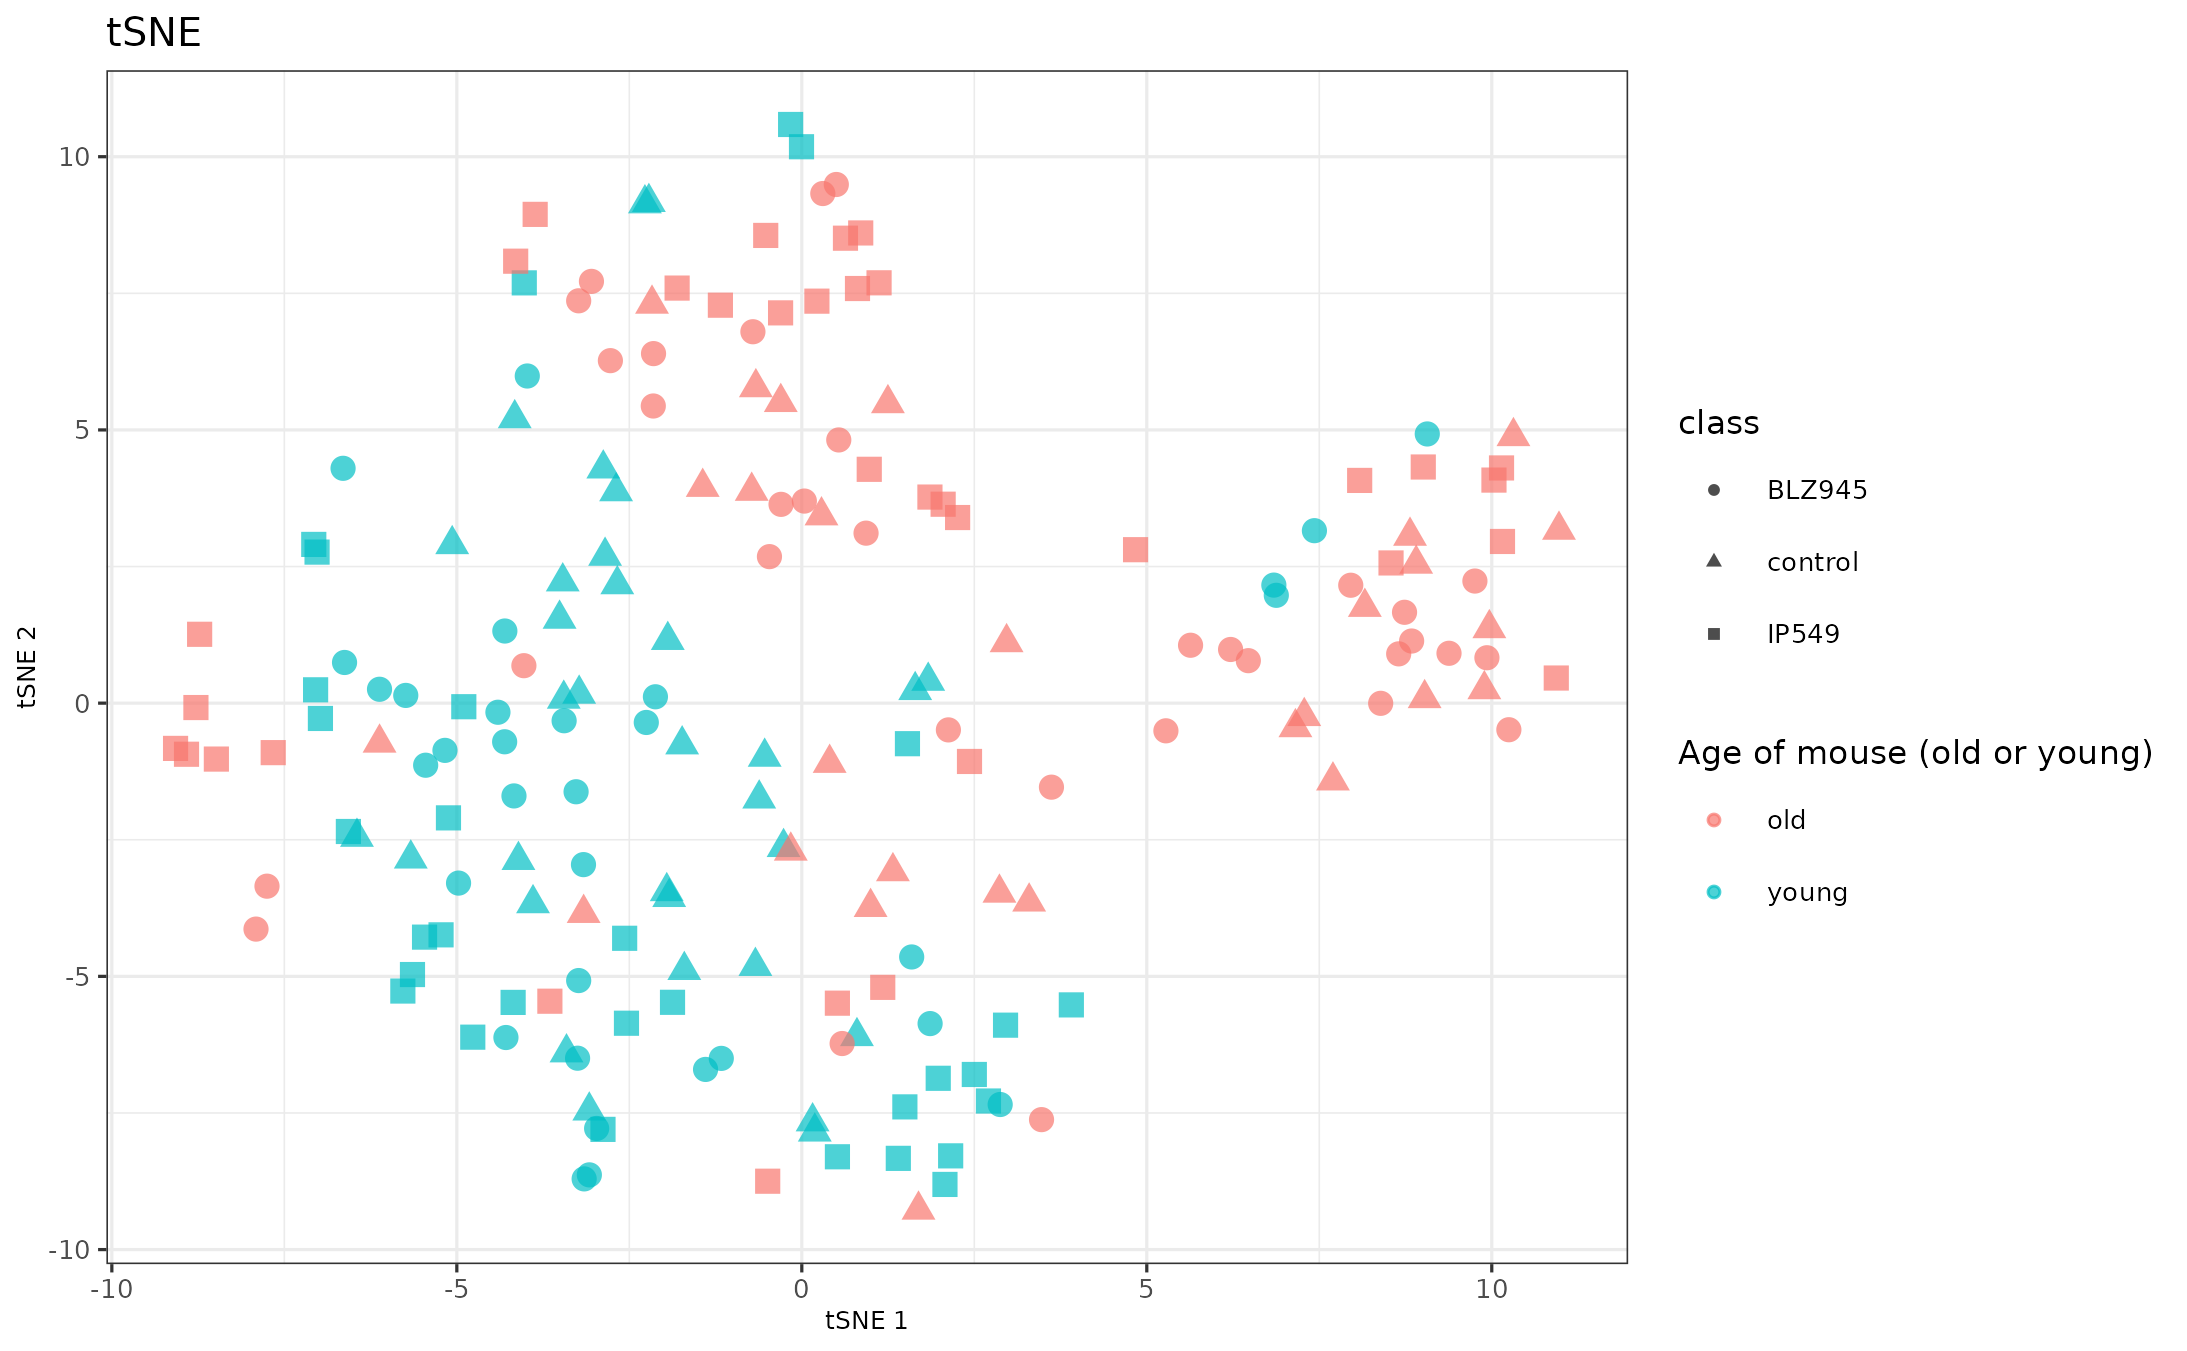 tSNE
10
5
0
-5
-10
tSNE 2
-10
-5
0
5
10
tSNE 1
class
BLZ945
control
IP549
Age of mouse (old or young)
old
young